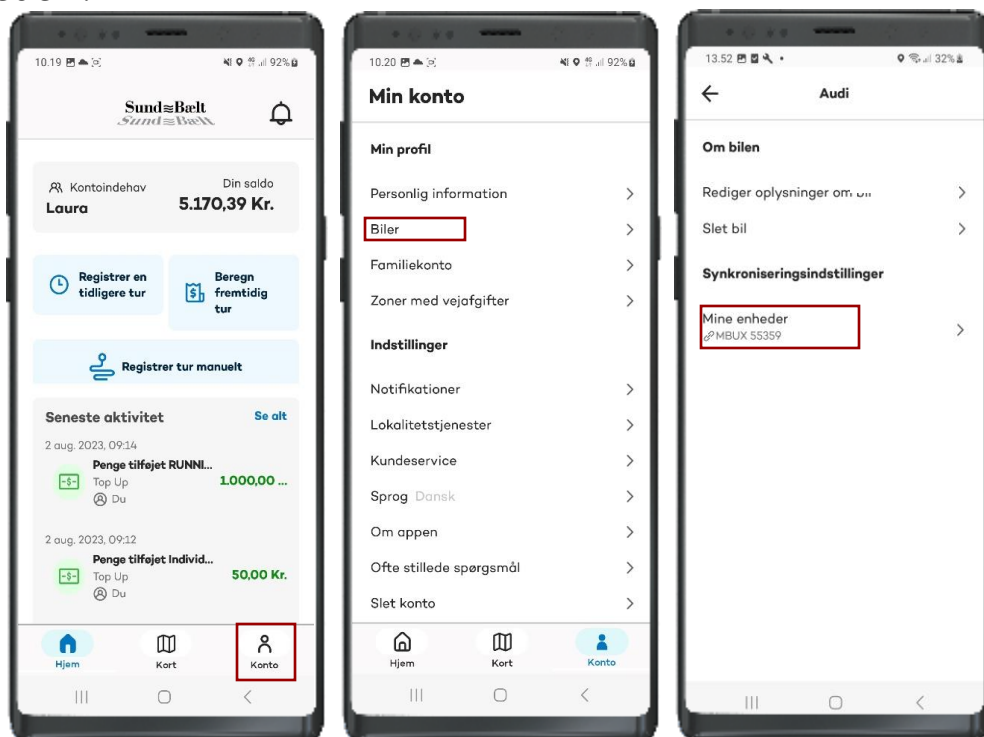 10.19
92%
Sund≋Bælt
Sund≋Bælt
Kontoindehav
Din saldo
Laura
5.170,39 Kr.
Registrer en
tidligere tur
Beregn
fremtidig
tur
Registrer tur manuelt
Seneste aktivitet
Se alt
2 aug. 2023, 09:14
Penge tilføjet RUNNI...
Top Up
1.000,00 ...
Du
2 aug. 2023, 09:12
Penge tilføjet Individ...
Top Up
50,00 Kr.
Du
Hjem
Kort
Konto
10.20
92%
Min konto
Min profil
Personlig information
Biler
Familiekonto
Zoner med vejafgifter
Indstillinger
Notifikationer
Lokalitetstjenester
Kundeservice
Sprog Dansk
Om appen
Ofte stillede spørgsmål
Slet konto
Hjem
Kort
Konto
13.52
32%
Audi
Om bilen
Rediger oplysninger om
Slet bil
Synkroniseringsindstillinger
Mine enheder
MBUX 55359